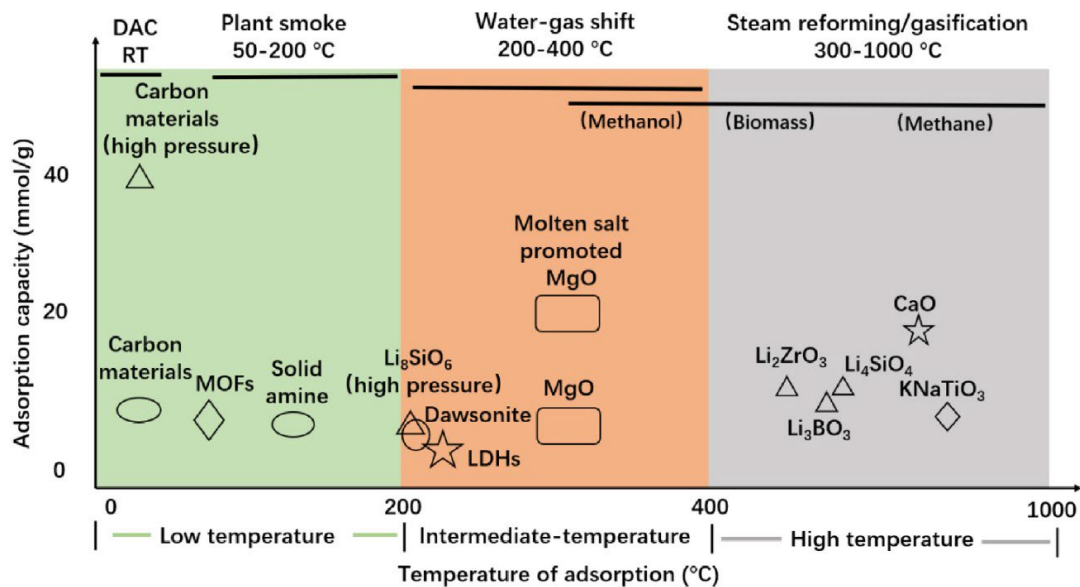 DAC
RT
Plant smoke
50-200 °C
Water-gas shift
200-400 °C
Steam reforming/gasification
300-1000 °C
Carbon
materials
(high pressure)
(Methanol)
(Biomass)
(Methane)
Adsorption capacity (mmol/g)
40
20
0
Molten salt
promoted
MgO
CaO
Carbon
materials
MOFs
Solid
amine
Li₈SiO₆
(high pressure)
Dawsonite
LDHs
MgO
Li₂ZrO₃
Li₄SiO₄
Li₃BO₃
KNaTiO₃
0
200
400
1000
Low temperature
Intermediate-temperature
High temperature
Temperature of adsorption (°C)